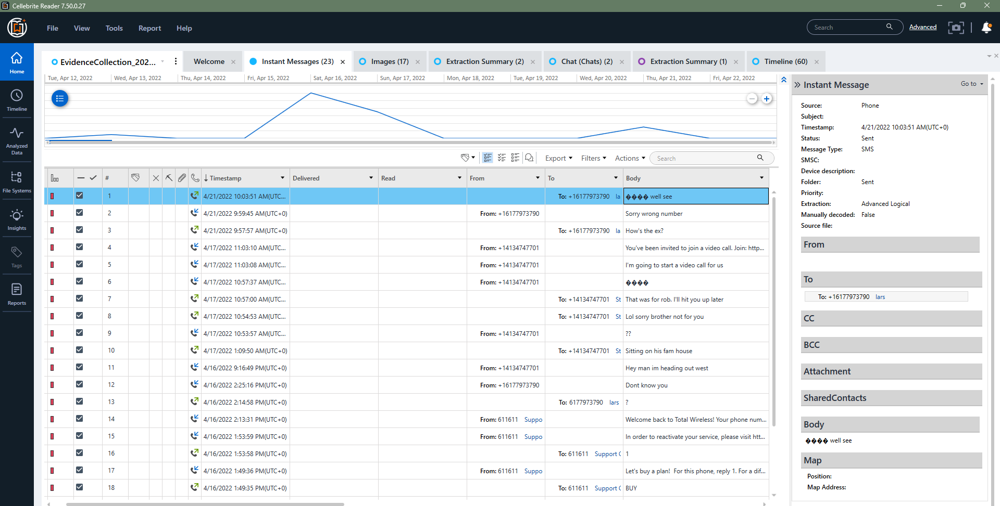 Cellebrite Reader 7.50.0.27
File View Tools Report Help
Search Advanced
Home
Timeline
Analyzed
Data
File Systems
Insights
Tags
Reports
EvidenceCollection_202... Welcome Instant Messages (23) Images (17) Extraction Summary (2) Chat (Chats) (2) Extraction Summary (1) Timeline (60)
Tue, Apr 12, 2022 Wed, Apr 13, 2022 Thu, Apr 14, 2022 Fri, Apr 15, 2022 Sat, Apr 16, 2022 Sun, Apr 17, 2022 Mon, Apr 18, 2022 Tue, Apr 19, 2022 Wed, Apr 20, 2022 Thu, Apr 21, 2022 Fri, Apr 22, 2022
Export Filters Actions Search
# Timestamp Delivered Read From To Body
1 4/21/2022 10:03:51 AM(UTC... To: +16177973790 la ���� well see
2 4/21/2022 9:59:45 AM(UTC+0) From: +16177973790 Sorry wrong number
3 4/21/2022 9:57:57 AM(UTC+0) To: +16177973790 la How's the ex?
4 4/17/2022 11:03:10 AM(UTC... From: +14134747701 You've been invited to join a video call. Join: http...
5 4/17/2022 11:03:08 AM(UTC... From: +14134747701 I'm going to start a video call for us
6 4/17/2022 10:57:37 AM(UTC... From: +14134747701 ����
7 4/17/2022 10:57:00 AM(UTC... To: +14134747701 St That was for rob. I'll hit you up later
8 4/17/2022 10:54:53 AM(UTC... To: +14134747701 St Lol sorry brother not for you
9 4/17/2022 10:53:57 AM(UTC... From: +14134747701 ??
10 4/17/2022 1:09:50 AM(UTC+0) To: +14134747701 St Sitting on his fam house
11 4/16/2022 9:16:49 PM(UTC+0) From: +14134747701 Hey man im heading out west
12 4/16/2022 2:25:16 PM(UTC+0) From: +16177973790 Dont know you
13 4/16/2022 2:14:58 PM(UTC+0) To: 6177973790 lars ?
14 4/16/2022 2:13:31 PM(UTC+0) From: 611611 Suppo Welcome back to Total Wireless! Your phone num...
15 4/16/2022 1:53:59 PM(UTC+0) From: 611611 Suppo In order to reactivate your service, please visit htt...
16 4/16/2022 1:53:58 PM(UTC+0) To: 611611 Support C 1
17 4/16/2022 1:49:36 PM(UTC+0) From: 611611 Suppo Let's buy a plan! For this phone, reply 1. For a dif...
18 4/16/2022 1:49:35 PM(UTC+0) To: 611611 Support C BUY
Instant Message Go to
Source: Phone
Subject:
Timestamp: 4/21/2022 10:03:51 AM(UTC+0)
Status: Sent
Message Type: SMS
SMSC:
Device description:
Folder: Sent
Priority:
Extraction: Advanced Logical
Manually decoded: False
Source file:
From
To
To: +16177973790 lars
CC
BCC
Attachment
SharedContacts
Body
���� well see
Map
Position:
Map Address: